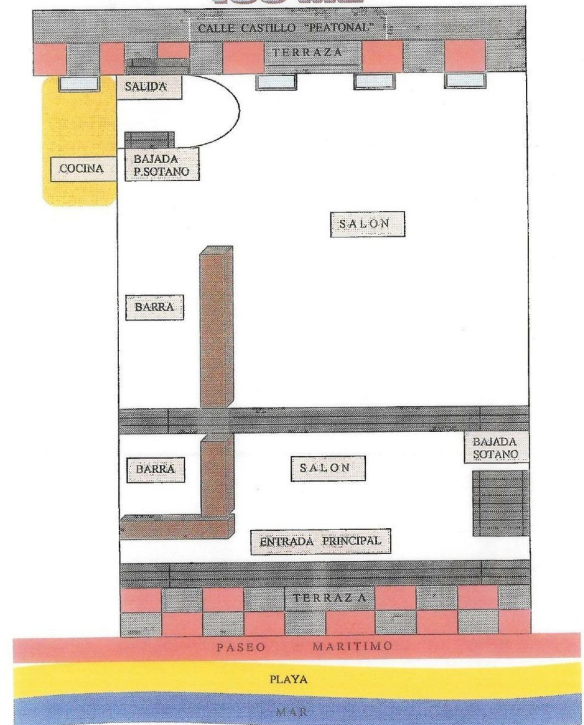 CALLE CASTILLO "PEATONAL"
TERRAZA
SALIDA
COCINA
BAJADA
P.SOTANO
SALON
BARRA
BAJADA
SOTANO
BARRA
SALON
ENTRADA PRINCIPAL
TERRAZA
PASEO MARITIMO
PLAYA
MAR